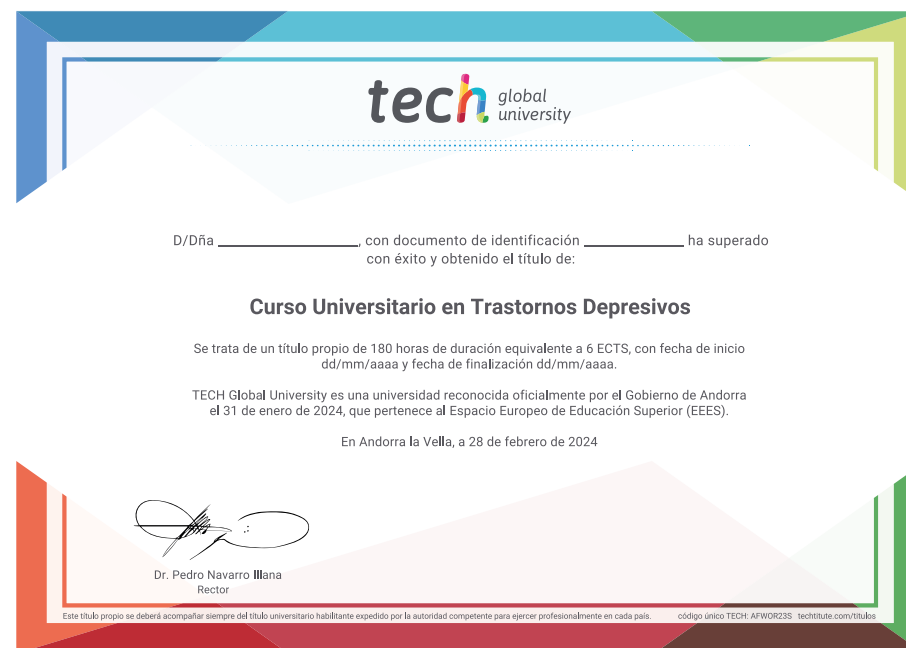 tech global university
D/Dña ____________________, con documento de identificación ______________ ha superado
con éxito y obtenido el título de:
Curso Universitario en Trastornos Depresivos
Se trata de un título propio de 180 horas de duración equivalente a 6 ECTS, con fecha de inicio
dd/mm/aaaa y fecha de finalización dd/mm/aaaa.
TECH Global University es una universidad reconocida oficialmente por el Gobierno de Andorra
el 31 de enero de 2024, que pertenece al Espacio Europeo de Educación Superior (EEES).
En Andorra la Vella, a 28 de febrero de 2024
Dr. Pedro Navarro Illana
Rector
Este título propio se deberá acompañar siempre del título universitario habilitante expedido por la autoridad competente para ejercer profesionalmente en cada país. código único TECH: AFWOR23S techtitute.com/titulos